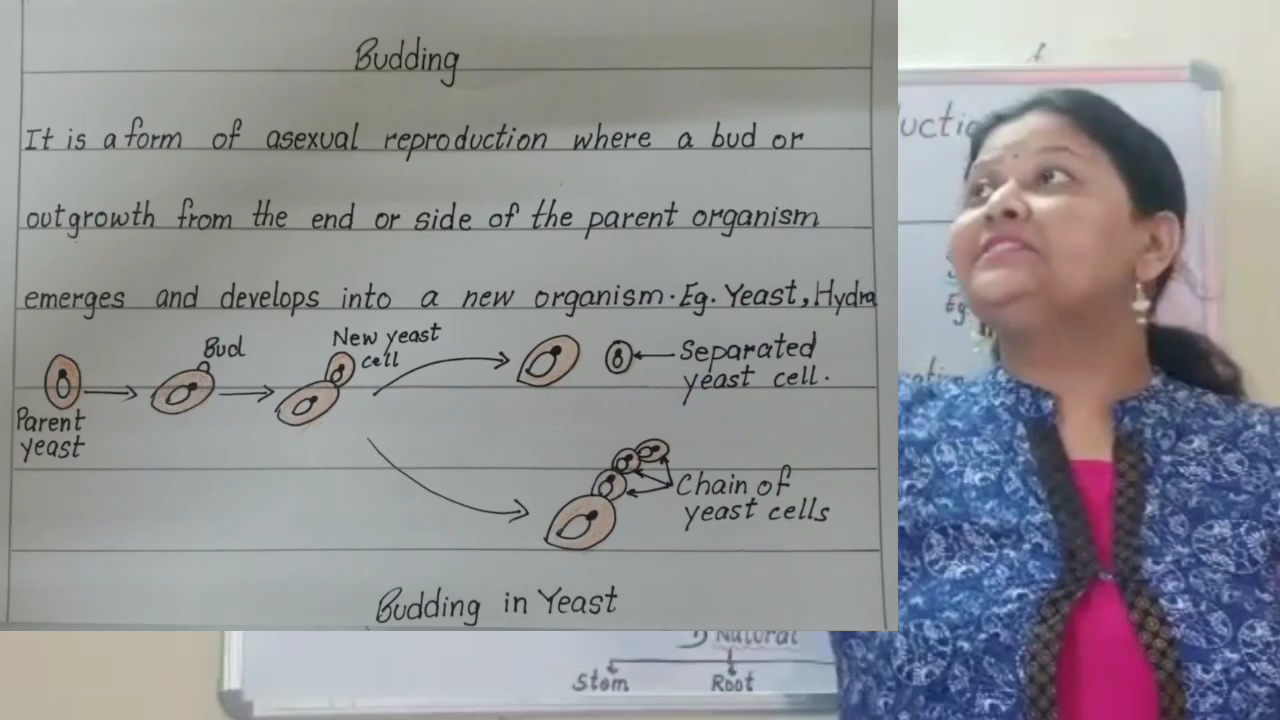 Budding
It is a form of asexual reproduction where a bud or
outgrowth from the end or side of the parent organism
emerges and develops into a new organism. Eg. Yeast, Hydra
Bud
New yeast
cell
Separated
yeast cell.
Parent
yeast
Chain of
yeast cells
Budding in Yeast
Natural
Stem Root
Eg